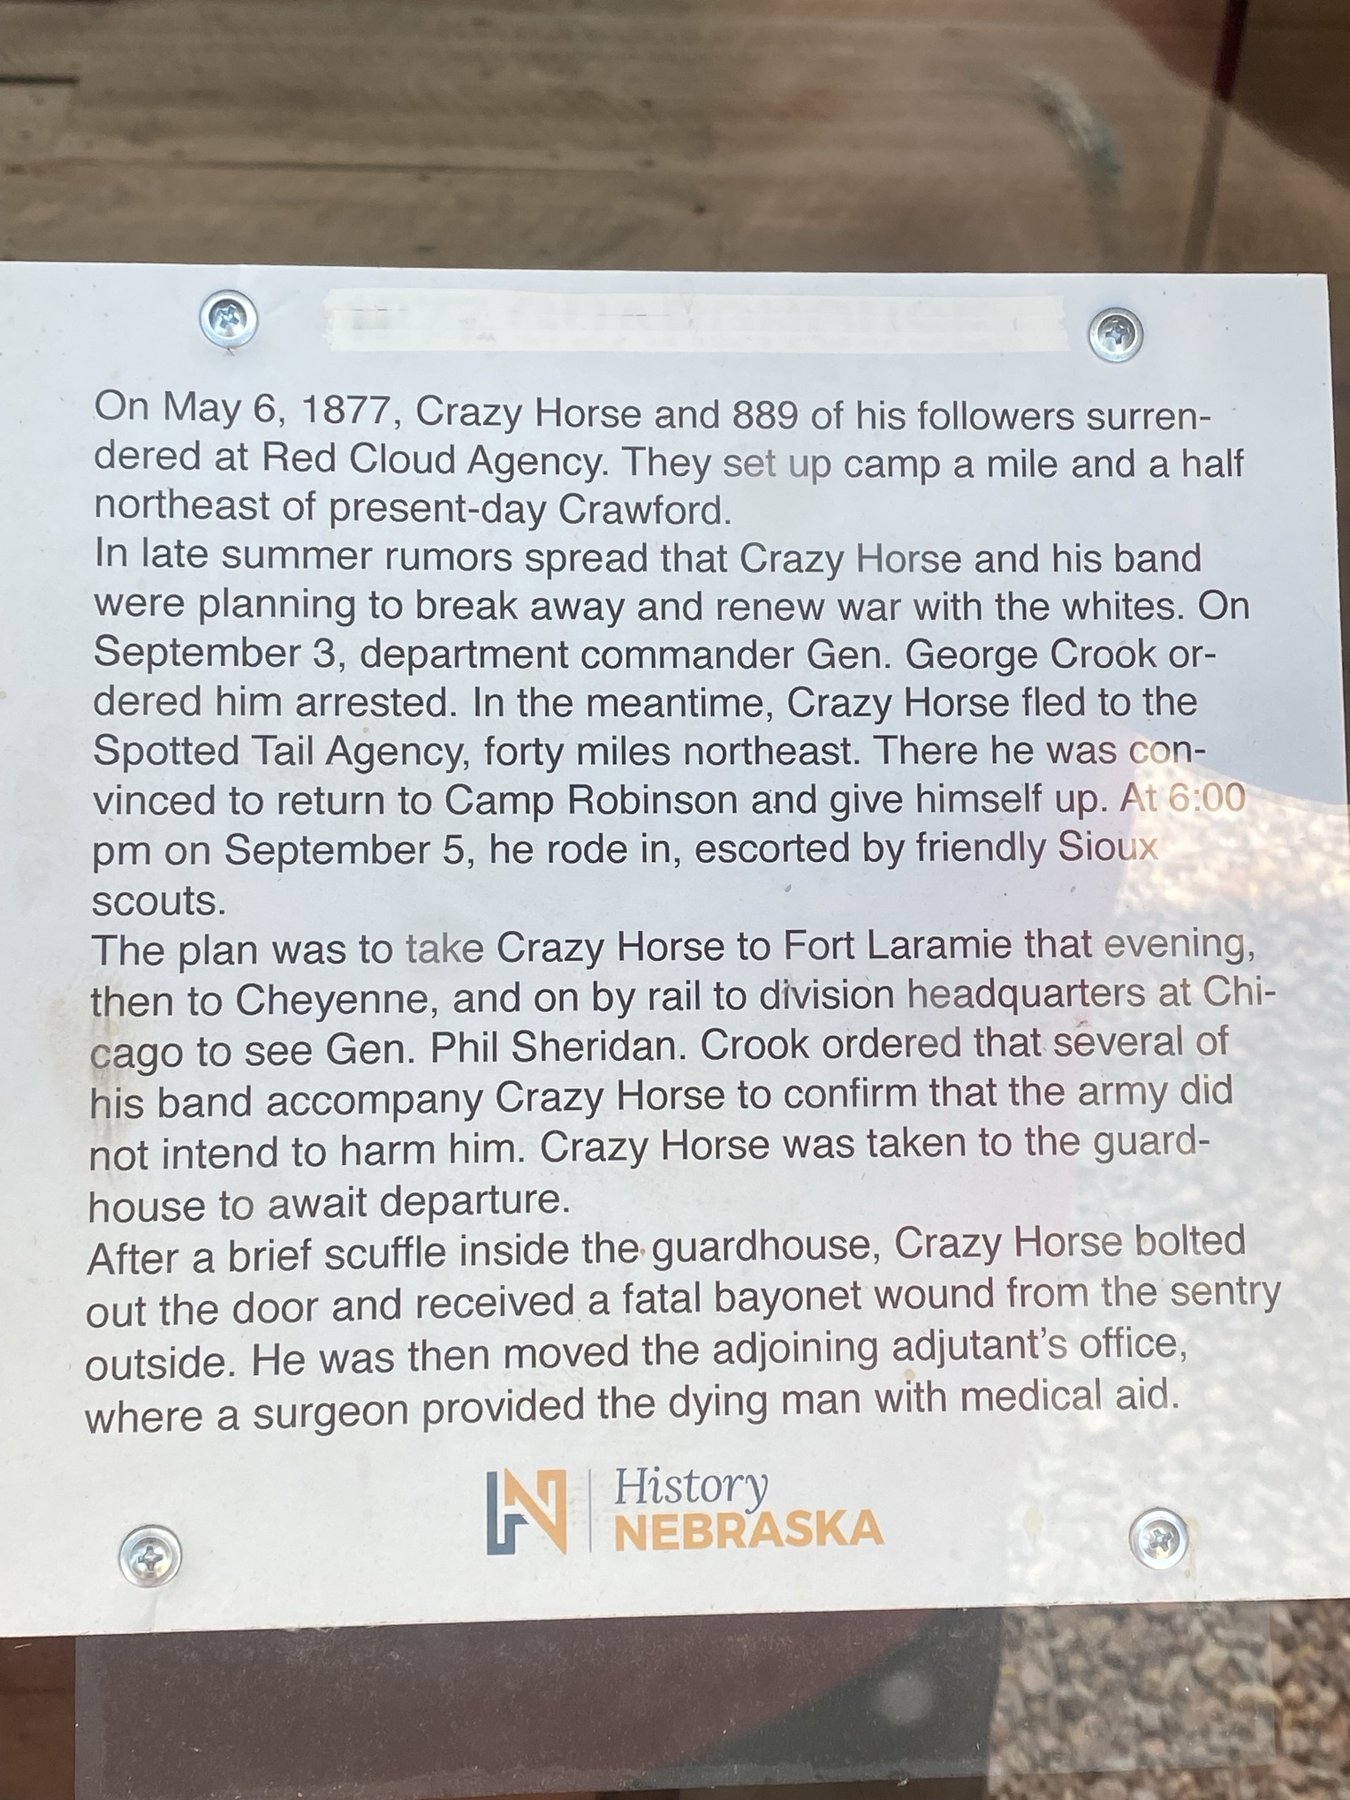 On May 6, 1877, Crazy Horse and 889 of his followers surren-
dered at Red Cloud Agency. They set up camp a mile and a half
northeast of present-day Crawford.
In late summer rumors spread that Crazy Horse and his band
were planning to break away and renew war with the whites. On
September 3, department commander Gen. George Crook or-
dered him arrested. In the meantime, Crazy Horse fled to the
Spotted Tail Agency, forty miles northeast. There he was con-
vinced to return to Camp Robinson and give himself up. At 6:00
pm on September 5, he rode in, escorted by friendly Sioux
scouts.
The plan was to take Crazy Horse to Fort Laramie that evening,
then to Cheyenne, and on by rail to division headquarters at Chi-
cago to see Gen. Phil Sheridan. Crook ordered that several of
his band accompany Crazy Horse to confirm that the army did
not intend to harm him. Crazy Horse was taken to the guard-
house to await departure.
After a brief scuffle inside the guardhouse, Crazy Horse bolted
out the door and received a fatal bayonet wound from the sentry
outside. He was then moved the adjoining adjutant's office,
where a surgeon provided the dying man with medical aid.
History
NEBRASKA